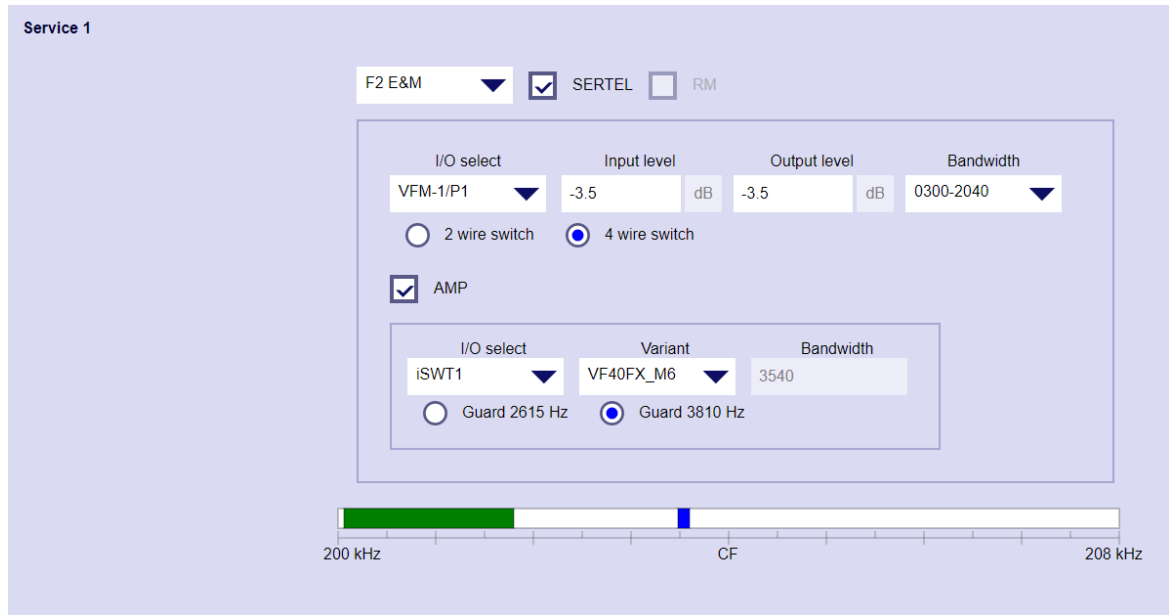 Service 1
F2 E&M SERTEL RM
I/O select Input level Output level Bandwidth
VFM-1/P1 -3.5 dB -3.5 dB 0300-2040
2 wire switch 4 wire switch
AMP
I/O select Variant Bandwidth
iSWT1 VF40FX_M6 3540
Guard 2615 Hz Guard 3810 Hz
200 kHz CF 208 kHz